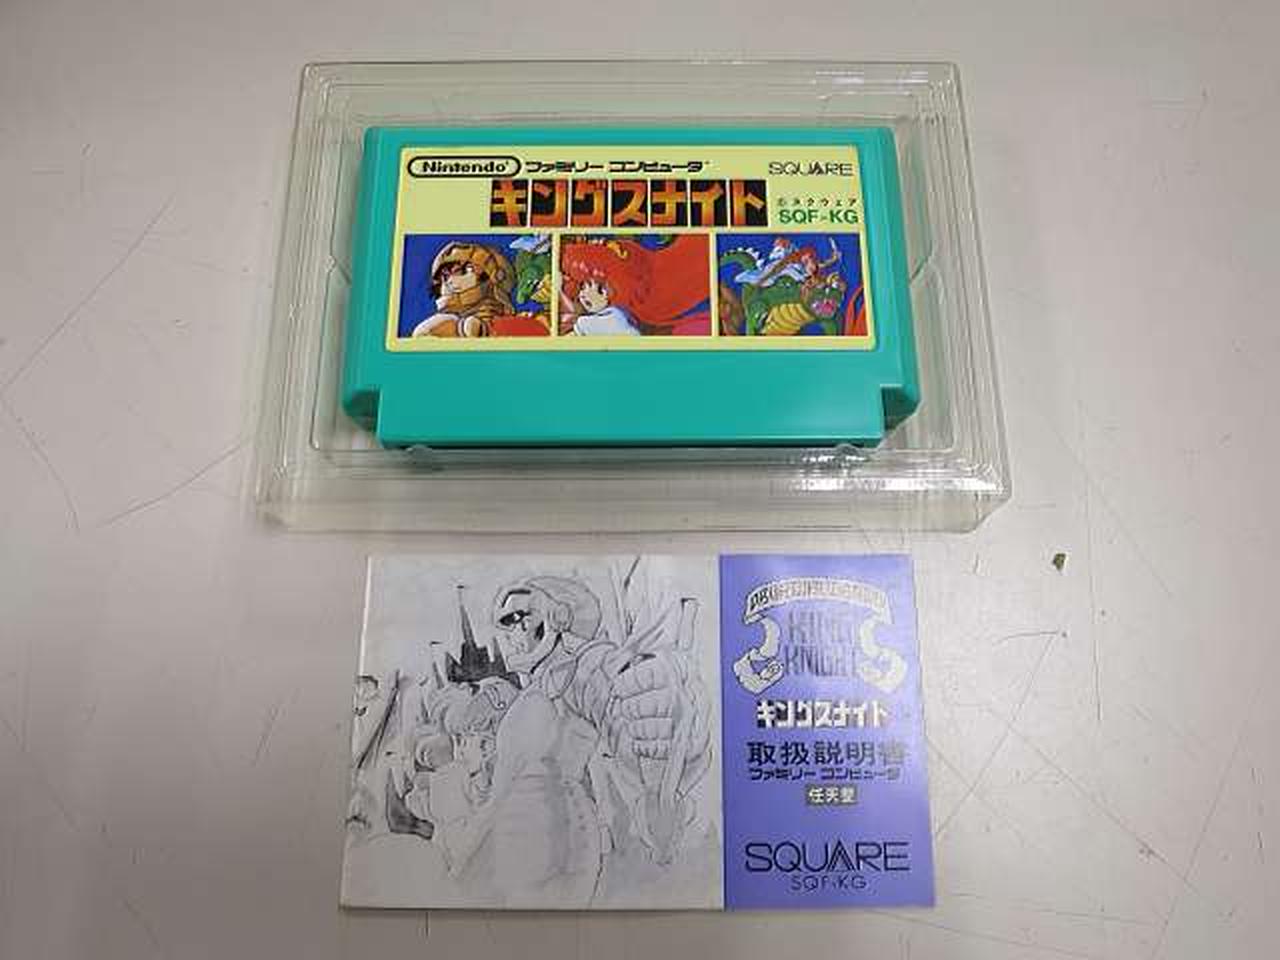 Nintendo ファミリー コンピュータ SQUARE
キングスナイト
©スクウェア
SQF-KG
KING
KNIGHT
キングスナイト
取扱説明書
ファミリー コンピュータ
任天堂
SQUARE
SQF-KG